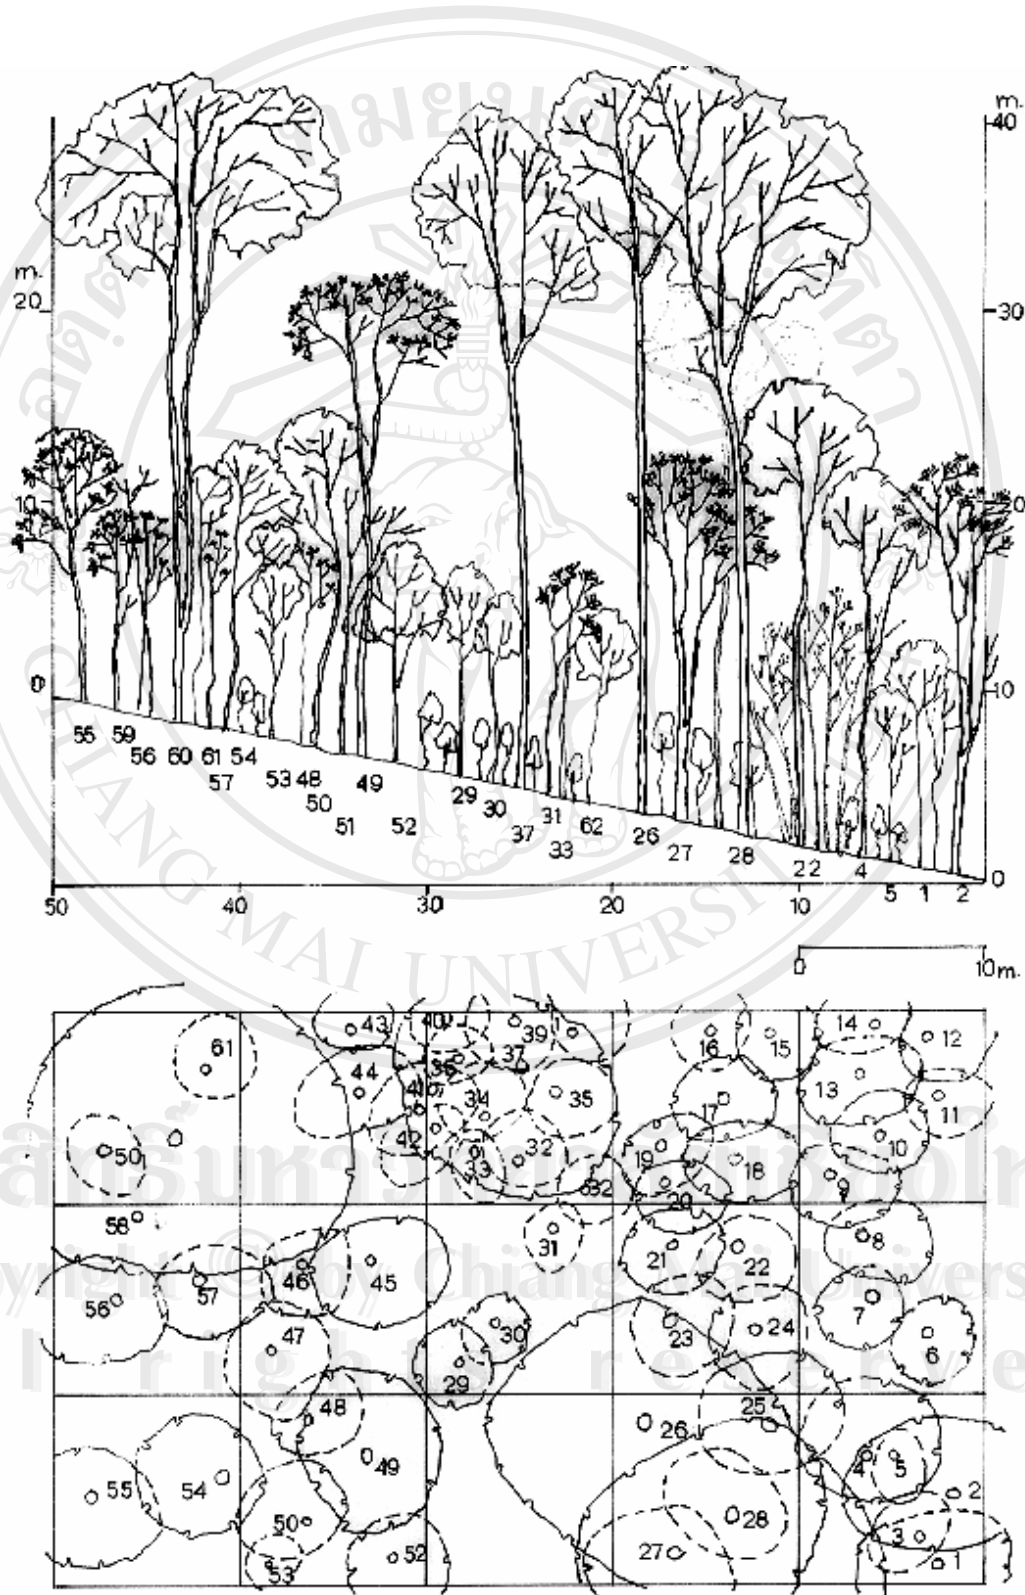 m.
40
m.
20
30
10
20
0
10
55 59 56 60 61 57 54 53 48 50 51 49 52 29 30 37 31 33 62 26 27 28 22 4 5 1 2
0
50 40 30 20 10
0 10m.
61 43 40 39 16 15 14 12
44 36 37 13
41 34 35 17 11
50 42 33 32 19 18 10
62 20 9
58 31 21 22 8
56 57 46 45 7
47 30 23 24 6
29
48 25 26
49 4 5
55 54 2
50 28 3
53 52 27 1
CHIANG MAI UNIVERSITY
ลิขสิทธิ์มหาวิทยาลัยเชียงใหม่
Copyright © by Chiang Mai University
All rights reserved